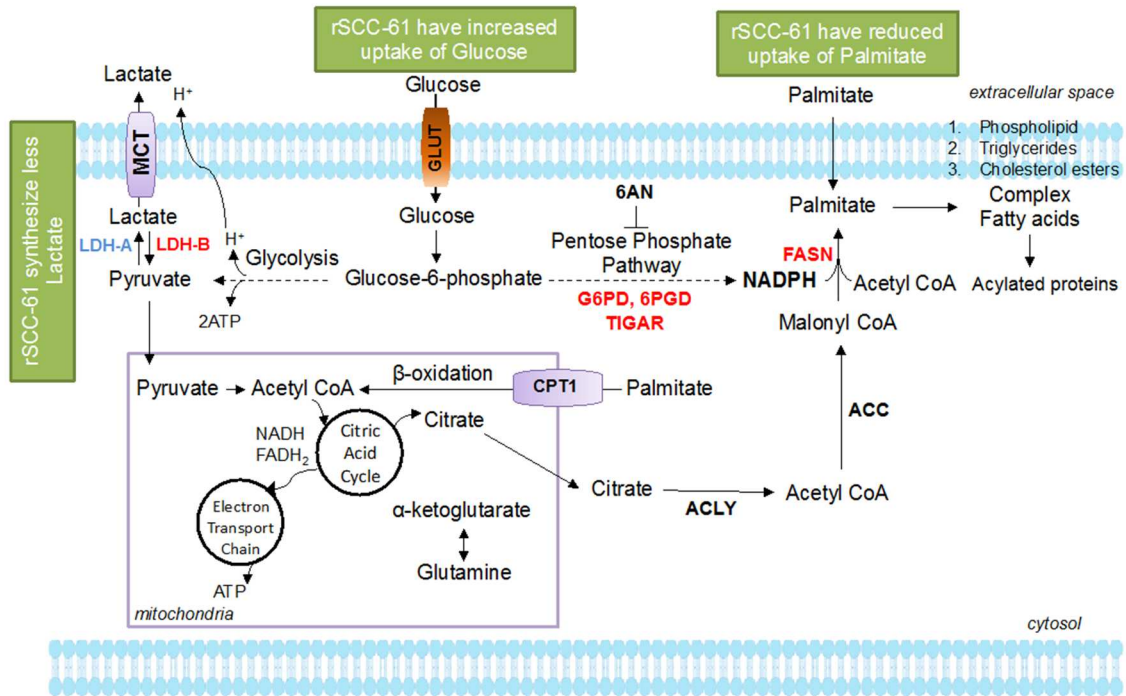 rSCC-61 have increased
uptake of Glucose
rSCC-61 have reduced
uptake of Palmitate
rSCC-61 synthesize less
Lactate
Lactate
H⁺
Glucose
Palmitate
extracellular space
MCT
GLUT
1. Phospholipid
2. Triglycerides
3. Cholesterol esters
Lactate
LDH-A
LDH-B
H⁺
Glycolysis
Pyruvate
2ATP
Glucose
Glucose-6-phosphate
6AN
Pentose Phosphate
Pathway
G6PD, 6PGD
TIGAR
Palmitate
Complex
Fatty acids
FASN
NADPH
Acetyl CoA
Acylated proteins
Malonyl CoA
Pyruvate
Acetyl CoA
β-oxidation
CPT1
Palmitate
ACC
NADH
FADH₂
Citric
Acid
Cycle
Citrate
Citrate
ACLY
Acetyl CoA
Electron
Transport
Chain
α-ketoglutarate
Glutamine
ATP
mitochondria
cytosol